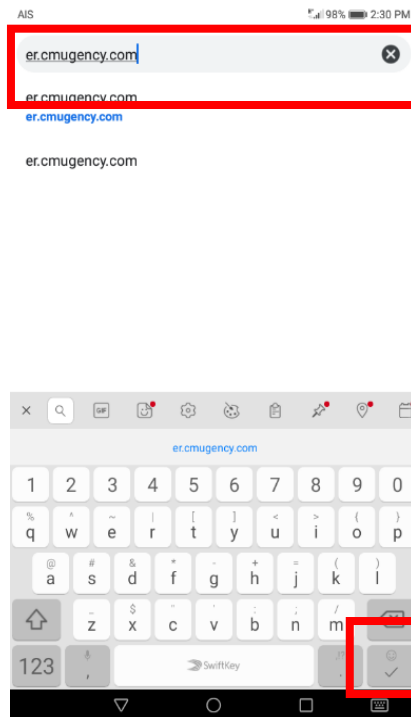 AIS 98% 2:30 PM
er.cmugency.com
er.cmugency.com
er.cmugency.com
er.cmugency.com
GIF
er.cmugency.com
1 2 3 4 5 6 7 8 9 0
% ^ ~ | [ ] < > { }
q w e r t y u i o p
@ # & * - + = ( )
a s d f g h j k l
_ $ " ' : ; /
z x c v b n m
123 , SwiftKey .